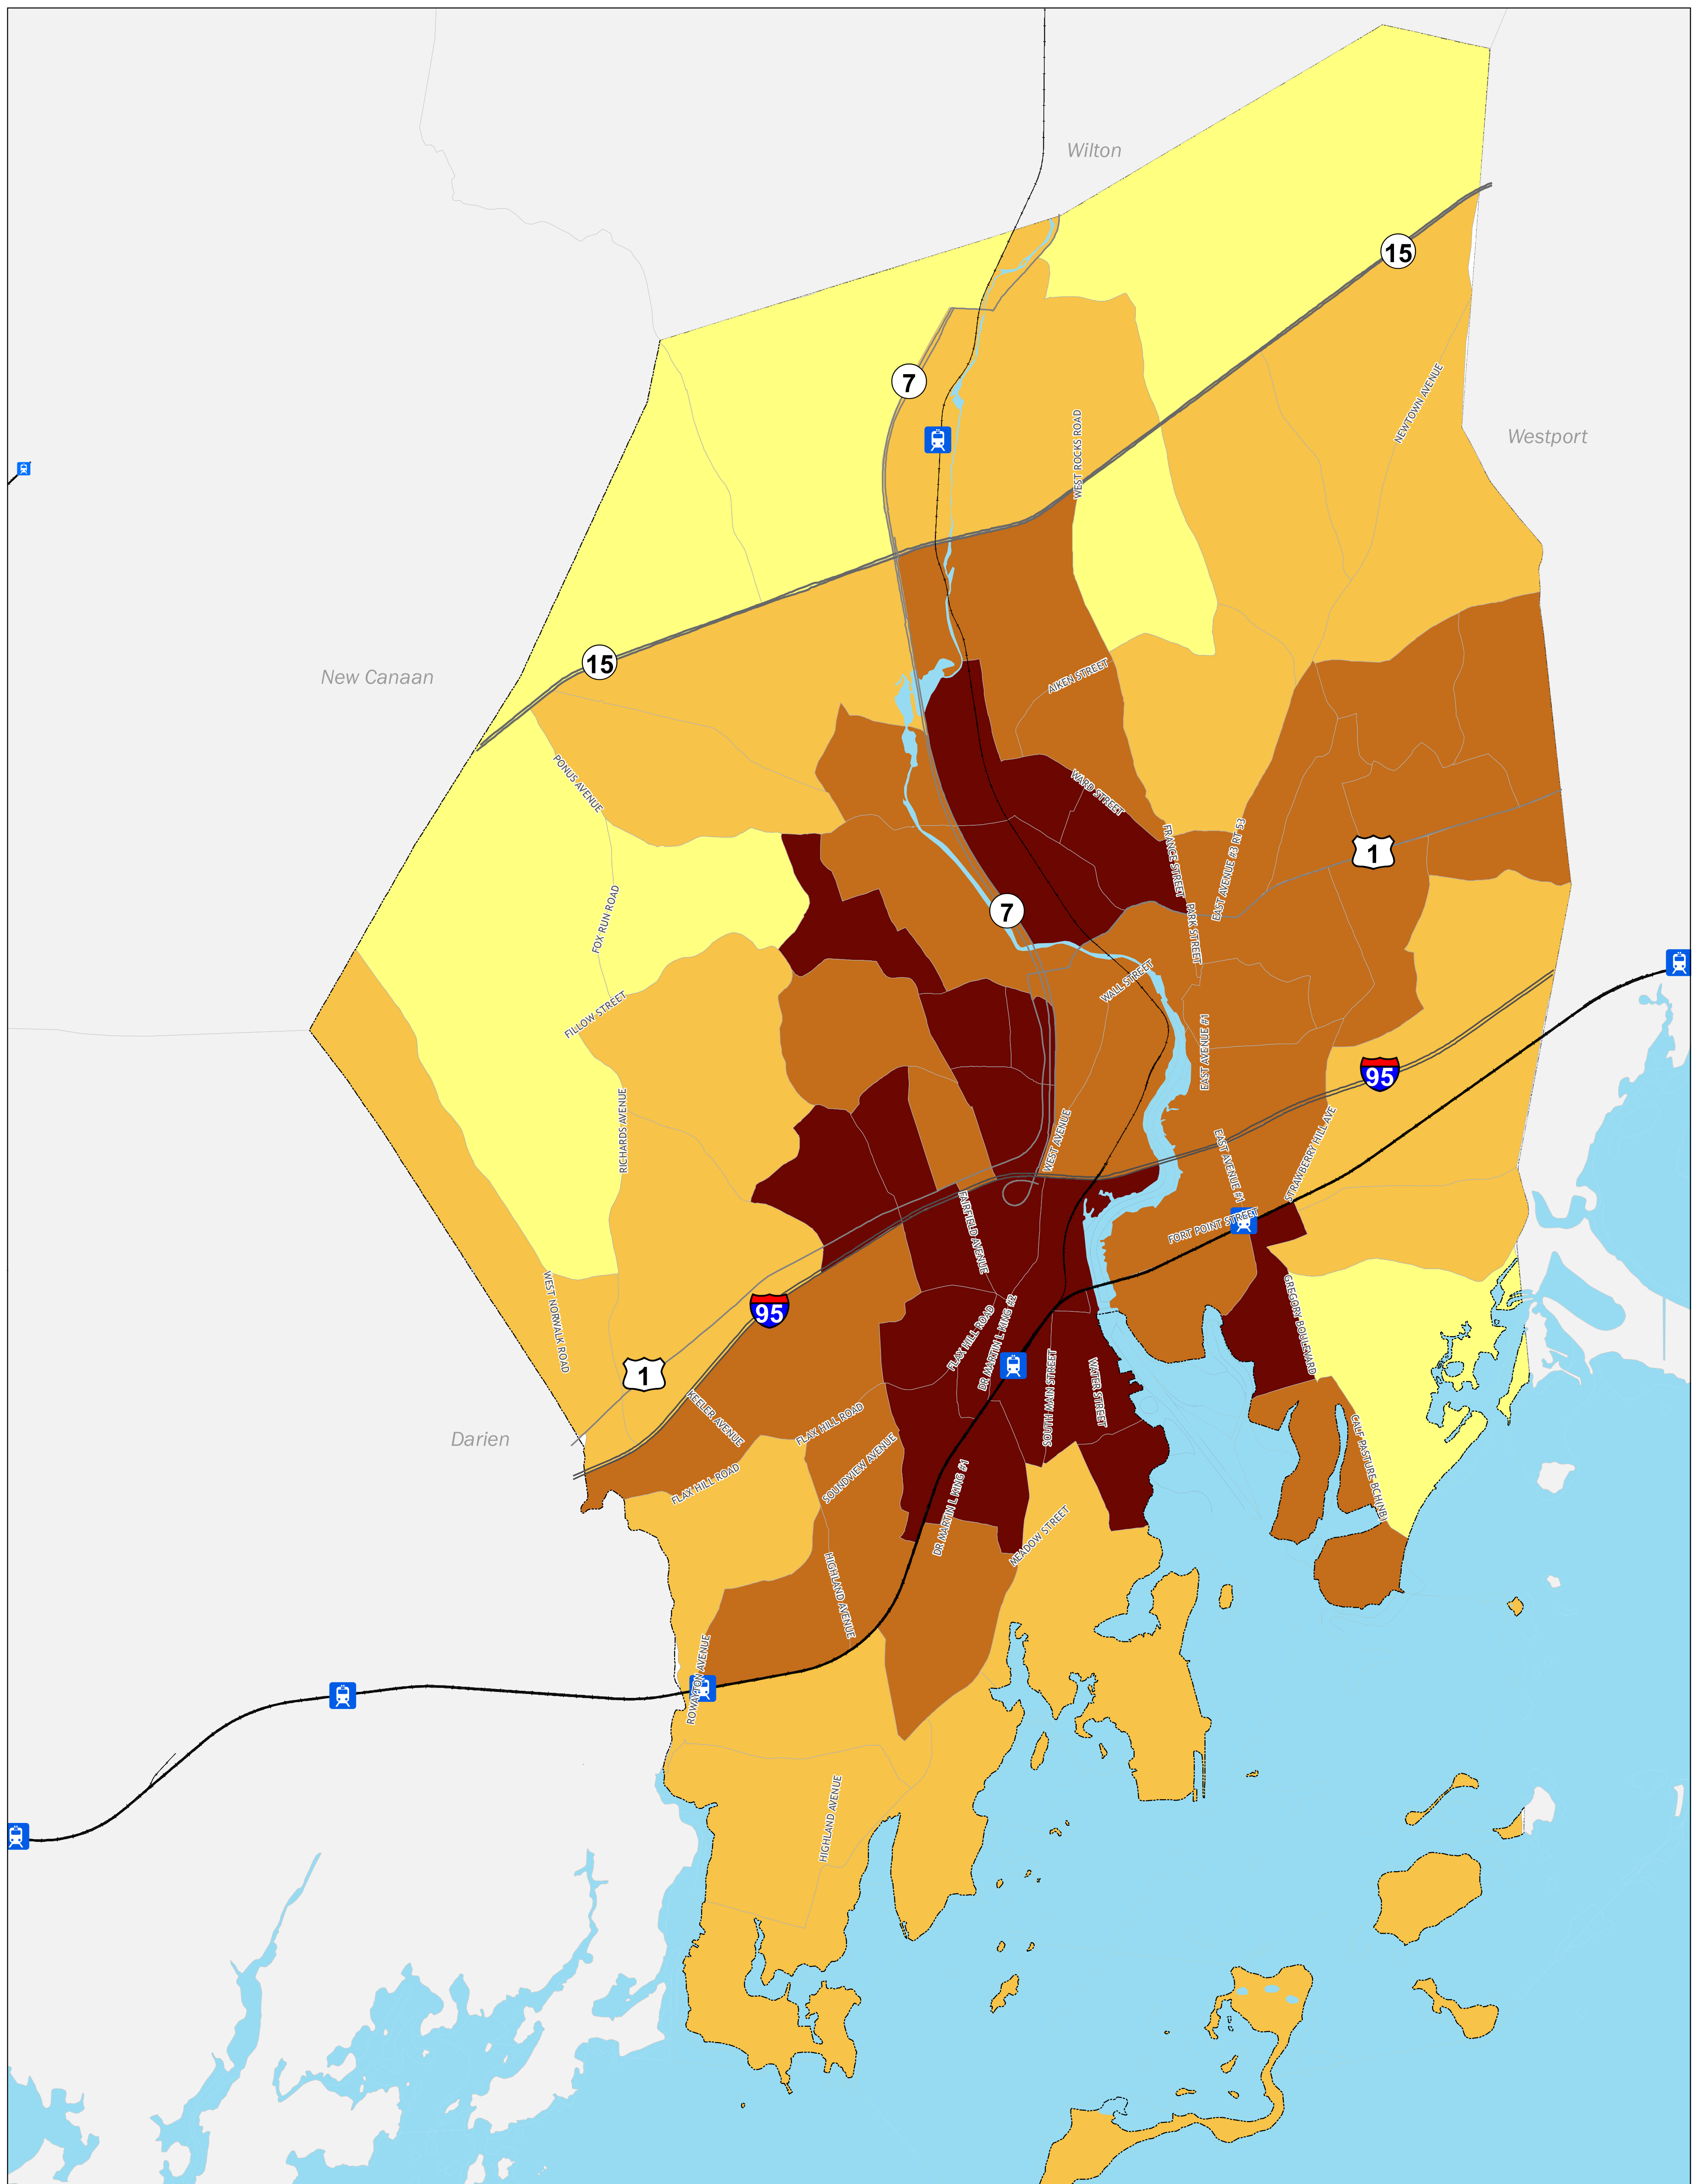 Wilton
15
7
Westport
NEWTOWN AVENUE
WEST ROCKS ROAD
15
New Canaan
AIKEN STREET
PONUS AVENUE
WARD STREET
1
FRANCE STREET
EAST AVENUE #3 RT 53
7
FOX RUN ROAD
PARK STREET
WALL STREET
FILLOW STREET
EAST AVENUE #1
95
RICHARDS AVENUE
WEST AVENUE
EAST AVENUE #1
STRAWBERRY HILL AVE
FAIRFIELD AVENUE
FORT POINT STREET
WEST NORWALK ROAD
95
GREGORY BOULEVARD
FLAX HILL ROAD
DR MARTIN L KING #2
1
SOUTH MAIN STREET
WATER STREET
KEELER AVENUE
FLAX HILL ROAD
Darien
CALF PASTURE BCH(NB)
SOUNDVIEW AVENUE
FLAX HILL ROAD
DR MARTIN L KING #1
MEADOW STREET
HIGHLAND AVENUE
ROWAYTON AVENUE
HIGHLAND AVENUE